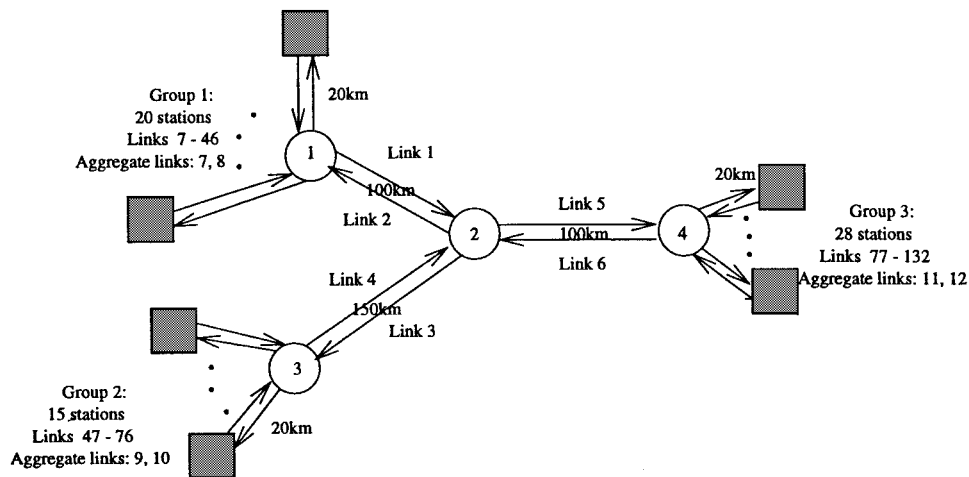 20km
Group 1:
20 stations
Links 7 - 46
Aggregate links: 7, 8
1
Link 1
100km
Link 2
2
Link 5
100km
Link 6
4
20km
Group 3:
28 stations
Links 77 - 132
Aggregate links: 11, 12
Link 4
150km
Link 3
3
Group 2:
15 stations
Links 47 - 76
Aggregate links: 9, 10
20km